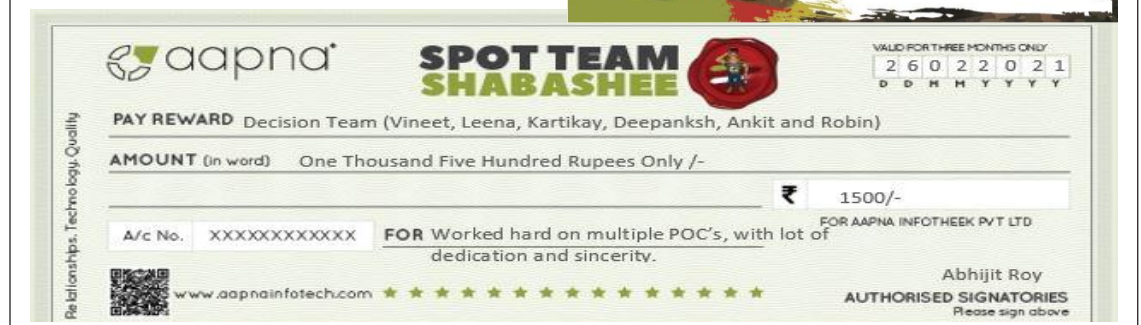 aapna
SPOT TEAM
SHABASHEE
VALID FOR THREE MONTHS ONLY
2 6 0 2 2 0 2 1
D D M M Y Y Y Y
PAY REWARD Decision Team (Vineet, Leena, Kartikay, Deepanksh, Ankit and Robin)
AMOUNT (in word) One Thousand Five Hundred Rupees Only /-
₹ 1500/-
FOR AAPNA INFOTHEEK PVT LTD
A/c No. XXXXXXXXXXXX FOR Worked hard on multiple POC's, with lot of
dedication and sincerity.
Abhijit Roy
www.aapnainfotech.com
AUTHORISED SIGNATORIES
Please sign above
Relationships. Technology. Quality